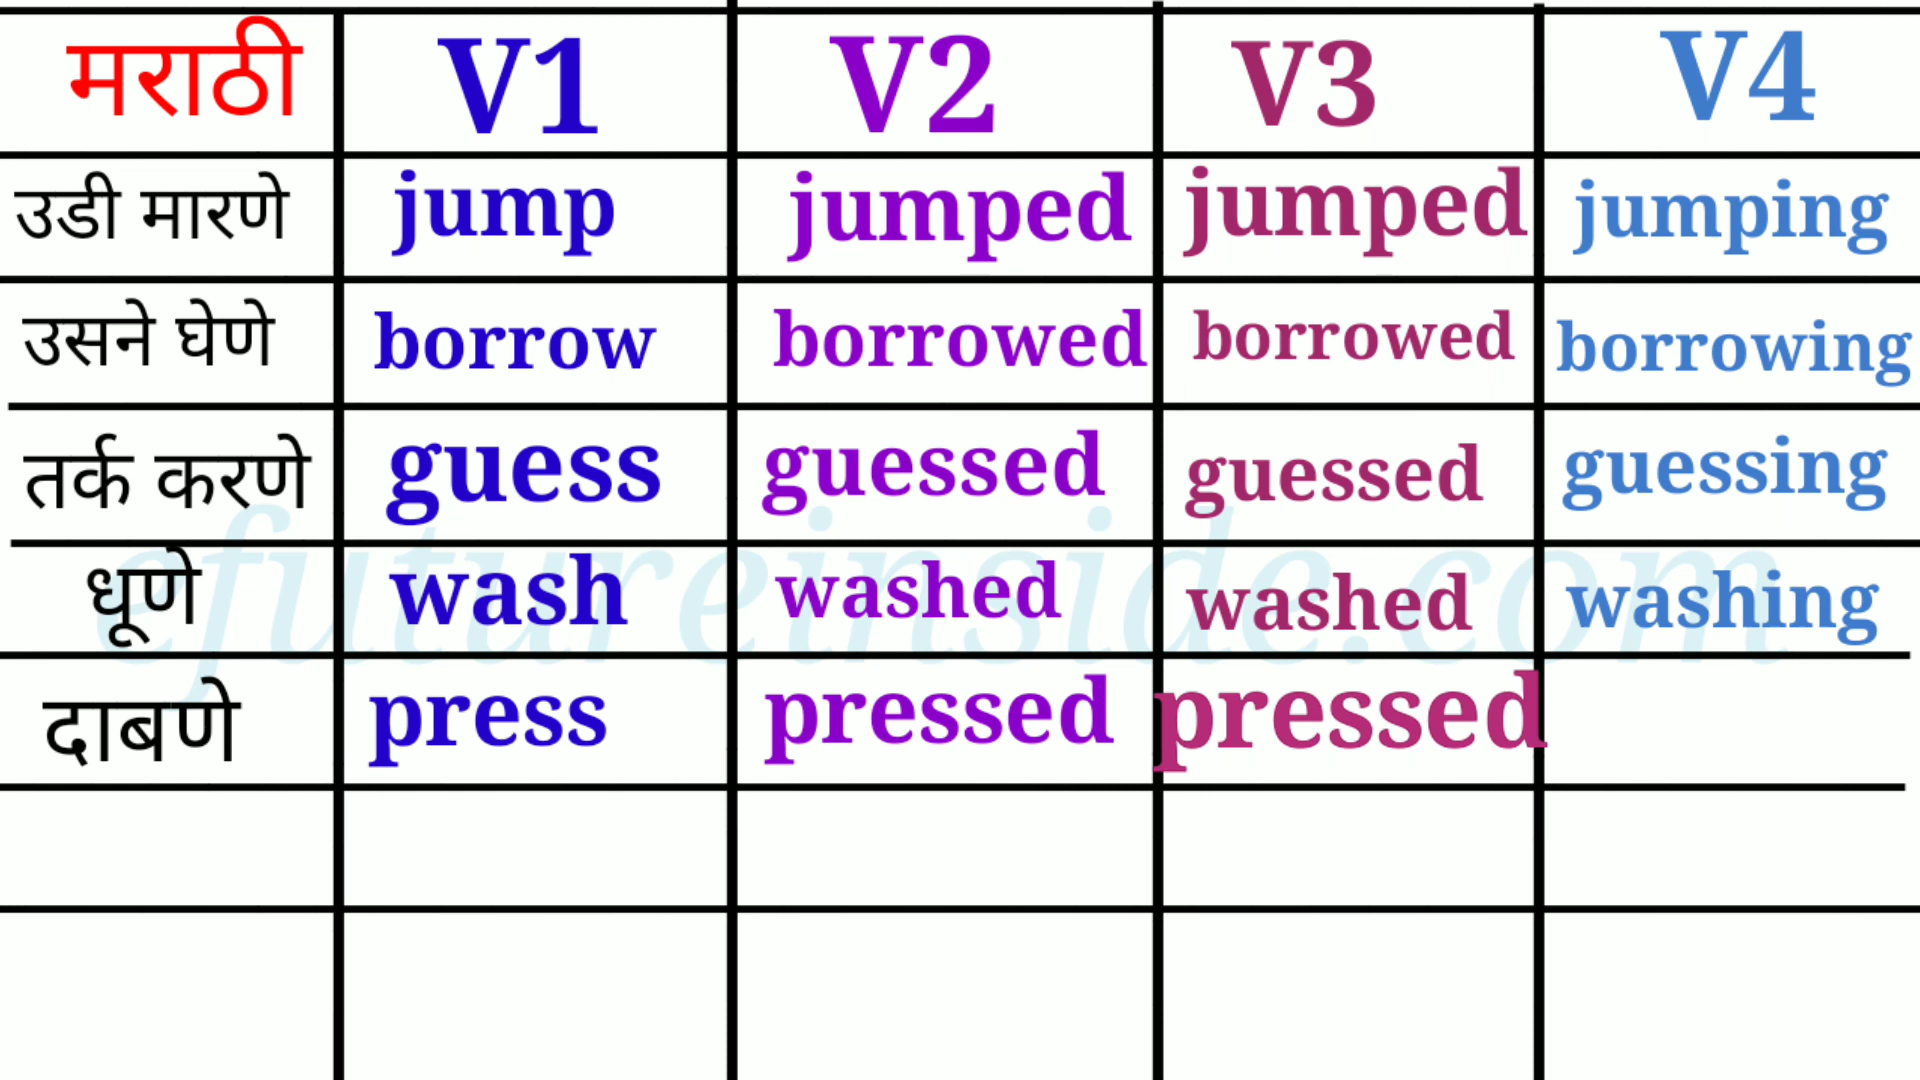 मराठी V1 V2 V3 V4
उडी मारणे jump jumped jumped jumping
उसने घेणे borrow borrowed borrowed borrowing
तर्क करणे guess guessed guessed guessing
efutureinside.com
धूणे wash washed washed washing
दाबणे press pressed pressed